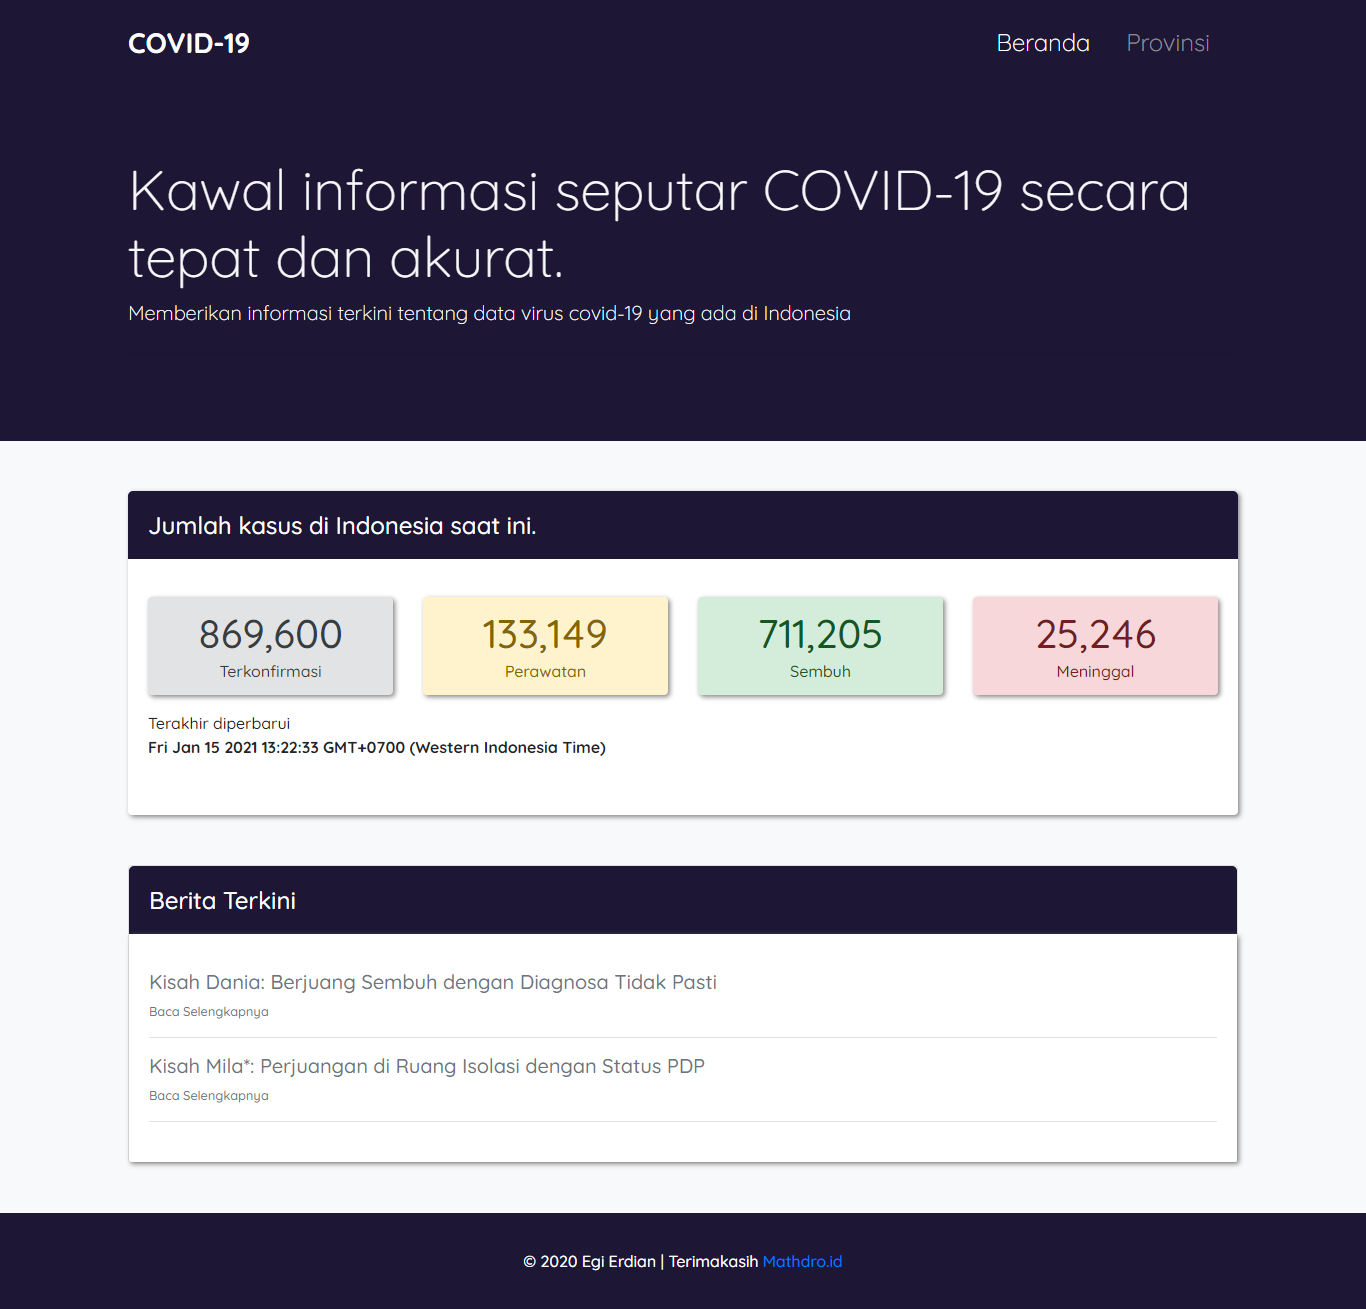 COVID-19
Beranda
Provinsi
Kawal informasi seputar COVID-19 secara
tepat dan akurat.
Memberikan informasi terkini tentang data virus covid-19 yang ada di Indonesia
Jumlah kasus di Indonesia saat ini.
869,600
Terkonfirmasi
133,149
Perawatan
711,205
Sembuh
25,246
Meninggal
Terakhir diperbarui
Fri Jan 15 2021 13:22:33 GMT+0700 (Western Indonesia Time)
Berita Terkini
Kisah Dania: Berjuang Sembuh dengan Diagnosa Tidak Pasti
Baca Selengkapnya
Kisah Mila*: Perjuangan di Ruang Isolasi dengan Status PDP
Baca Selengkapnya
© 2020 Egi Erdian | Terimakasih Mathdro.id